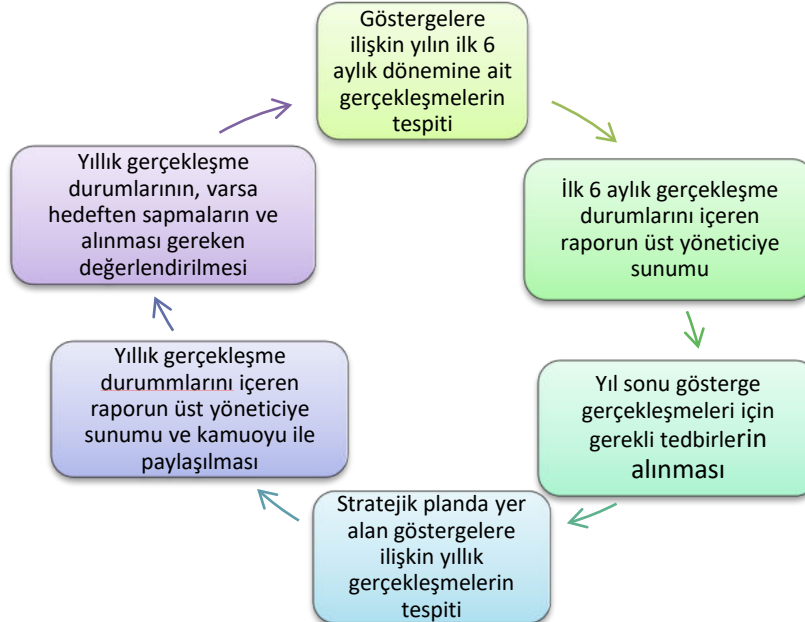 Göstergelere
ilişkin yılın ilk 6
aylık dönemine ait
gerçekleşmelerin
tespiti
İlk 6 aylık gerçekleşme
durumlarını içeren
raporun üst yöneticiye
sunumu
Yıl sonu gösterge
gerçekleşmeleri için
gerekli tedbirlerin
alınması
Stratejik planda yer
alan göstergelere
ilişkin yıllık
gerçekleşmelerin
tespiti
Yıllık gerçekleşme
durummlarını içeren
raporun üst yöneticiye
sunumu ve kamuoyu ile
paylaşılması
Yıllık gerçekleşme
durumlarının, varsa
hedeften sapmaların ve
alınması gereken
değerlendirilmesi